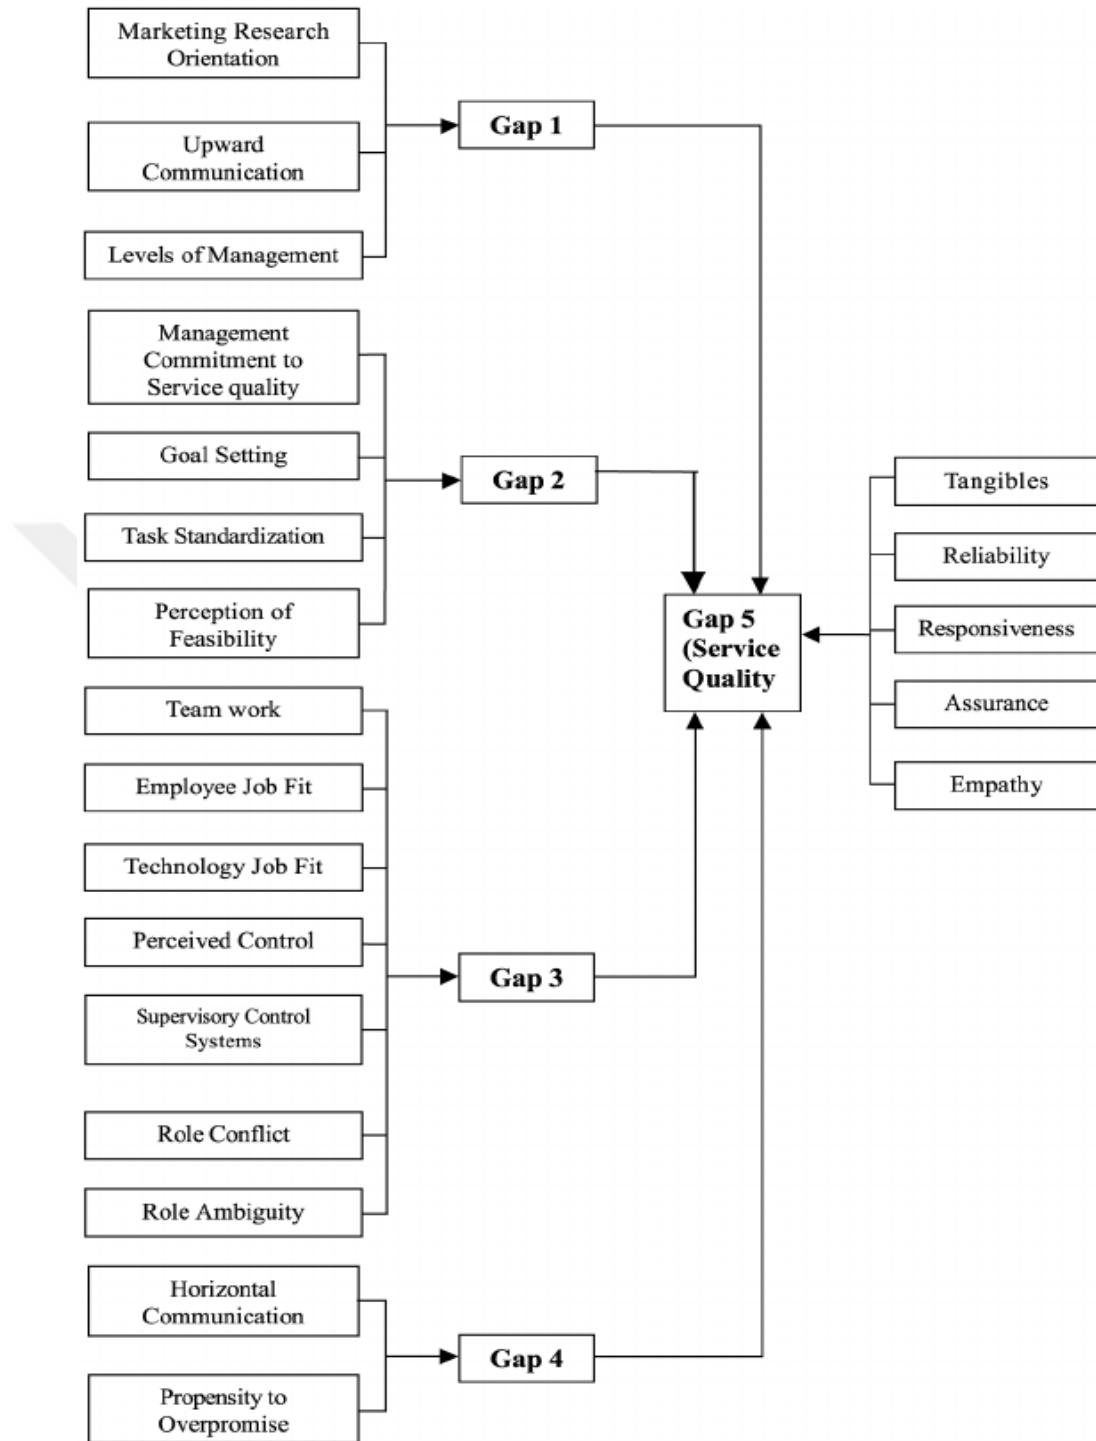 Marketing Research
Orientation
Upward
Communication
Levels of Management
Gap 1
Management
Commitment to
Service quality
Goal Setting
Task Standardization
Perception of
Feasibility
Gap 2
Team work
Employee Job Fit
Technology Job Fit
Perceived Control
Supervisory Control
Systems
Role Conflict
Role Ambiguity
Gap 3
Horizontal
Communication
Propensity to
Overpromise
Gap 4
Gap 5
(Service
Quality
Tangibles
Reliability
Responsiveness
Assurance
Empathy